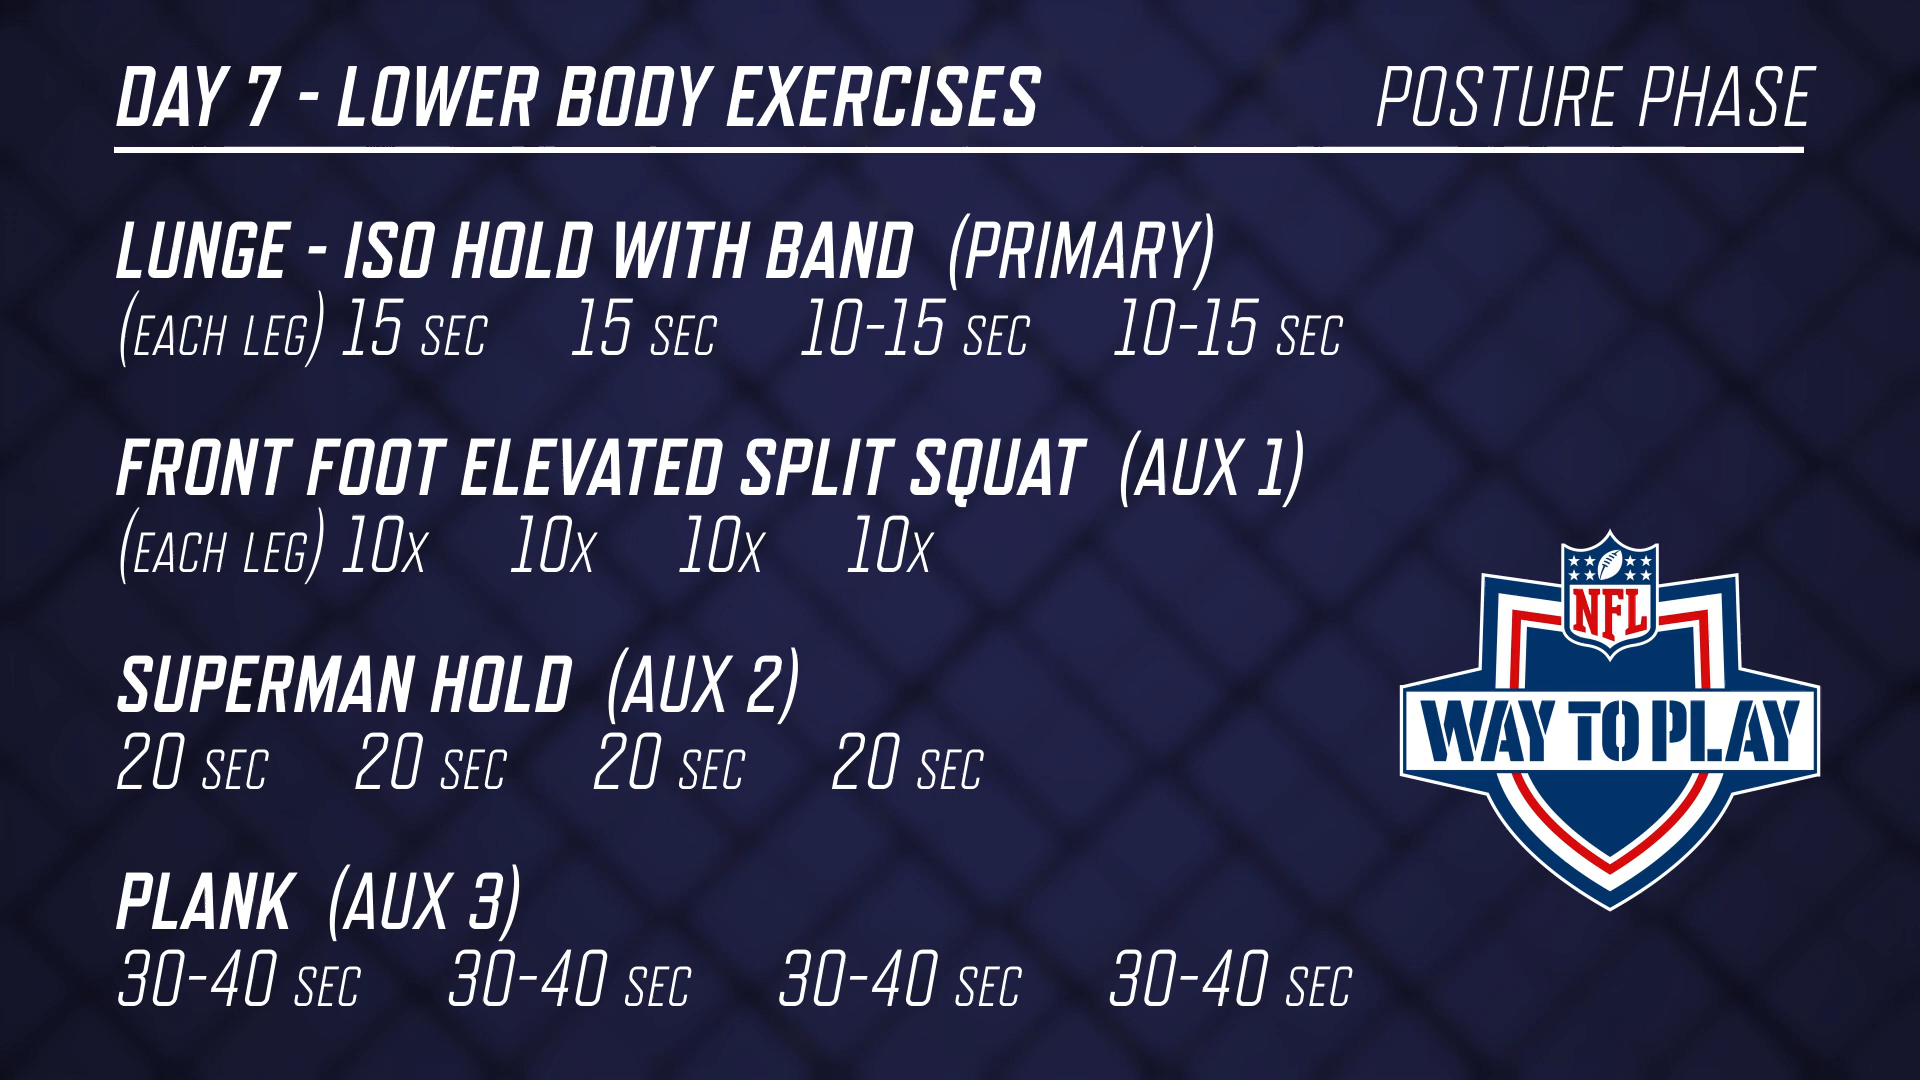 DAY 7 - LOWER BODY EXERCISES POSTURE PHASE
LUNGE - ISO HOLD WITH BAND (PRIMARY)
(EACH LEG) 15 SEC 15 SEC 10-15 SEC 10-15 SEC
FRONT FOOT ELEVATED SPLIT SQUAT (AUX 1)
(EACH LEG) 10X 10X 10X 10X
SUPERMAN HOLD (AUX 2)
20 SEC 20 SEC 20 SEC 20 SEC
PLANK (AUX 3)
30-40 SEC 30-40 SEC 30-40 SEC 30-40 SEC
NFL
WAY TO PLAY